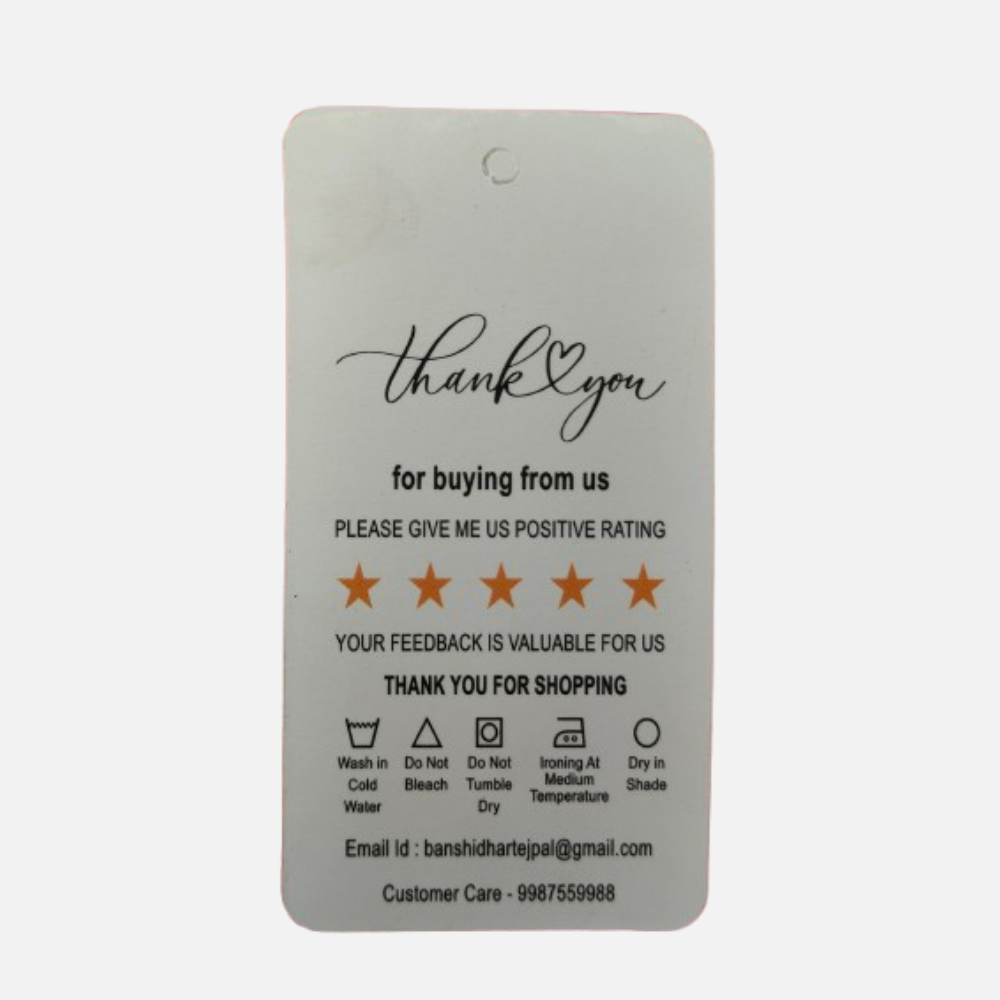 thank you
for buying from us
PLEASE GIVE ME US POSITIVE RATING
YOUR FEEDBACK IS VALUABLE FOR US
THANK YOU FOR SHOPPING
Wash in Cold Water
Do Not Bleach
Do Not Tumble Dry
Ironing At Medium Temperature
Dry in Shade
Email Id : banshidhartejpal@gmail.com
Customer Care - 9987559988